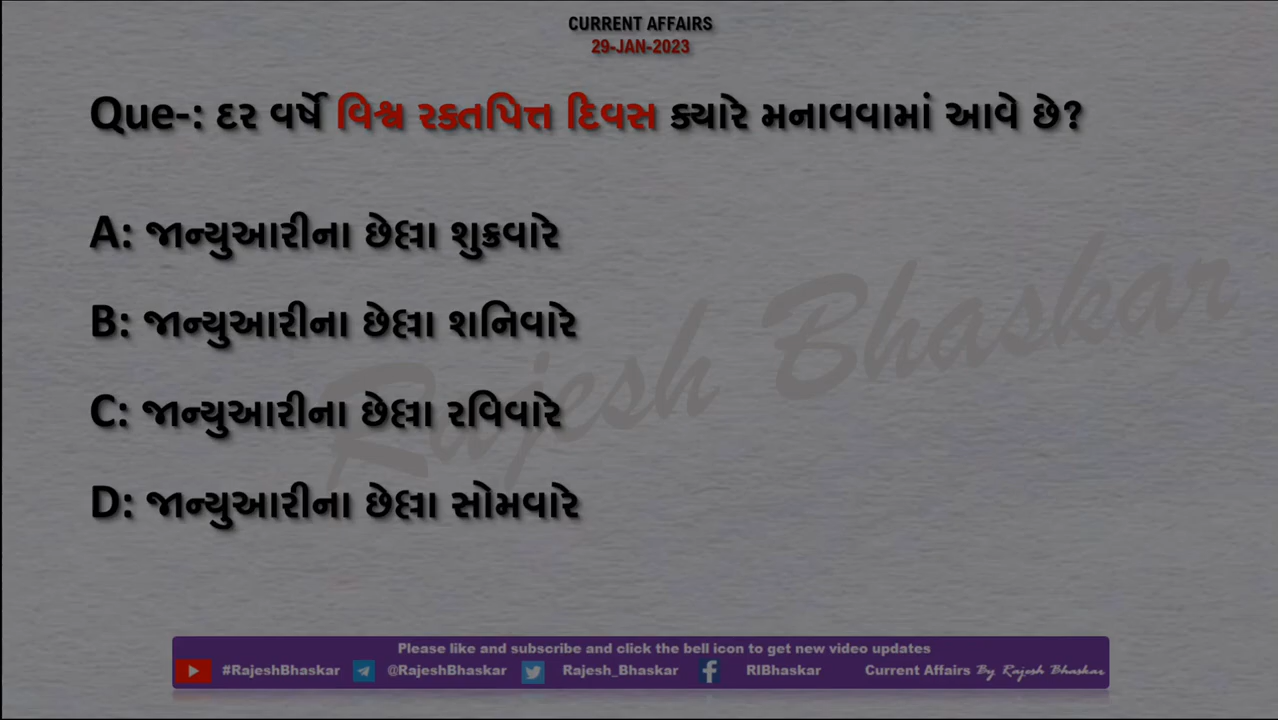 CURRENT AFFAIRS
29-JAN-2023
Que-: દર વર્ષે વિશ્વ રક્તપિત્ત દિવસ ક્યારે મનાવવામાં આવે છે?
A: જાન્યુઆરીના છેલ્લા શુક્રવારે
B: જાન્યુઆરીના છેલ્લા શનિવારે
C: જાન્યુઆરીના છેલ્લા રવિવારે
D: જાન્યુઆરીના છેલ્લા સોમવારે
Rajesh Bhaskar
Please like and subscribe and click the bell icon to get new video updates
#RajeshBhaskar @RajeshBhaskar Rajesh_Bhaskar RIBhaskar Current Affairs By Rajesh Bhaskar